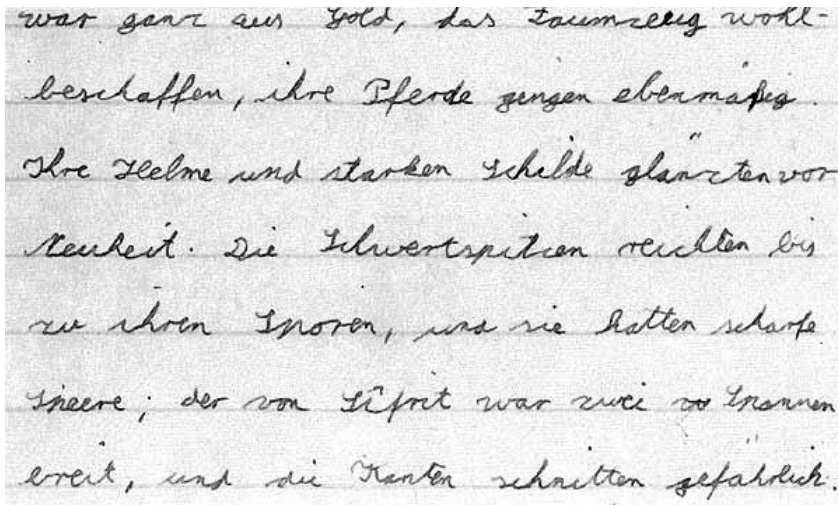 war ganz aus Gold, das Zaumzeug wohl-
beschaffen, ihre Pferde gingen ebenmäßig.
Ihre Helme und starken Schilde glänzten vor
Neuheit. Die Schwertspitzen reichten bis
zu ihren Sporen, und sie hatten scharfe
Speere; der von Sîfrit war zwei Spannen
breit, und die Kanten schnitten gefährlich.